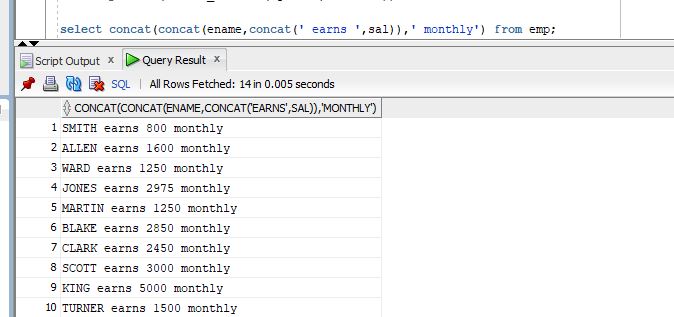 select concat(concat(ename,concat(' earns ',sal)),' monthly') from emp;
Script Output x Query Result x
SQL | All Rows Fetched: 14 in 0.005 seconds
CONCAT(CONCAT(ENAME,CONCAT('EARNS',SAL)),'MONTHLY')
1 SMITH earns 800 monthly
2 ALLEN earns 1600 monthly
3 WARD earns 1250 monthly
4 JONES earns 2975 monthly
5 MARTIN earns 1250 monthly
6 BLAKE earns 2850 monthly
7 CLARK earns 2450 monthly
8 SCOTT earns 3000 monthly
9 KING earns 5000 monthly
10 TURNER earns 1500 monthly